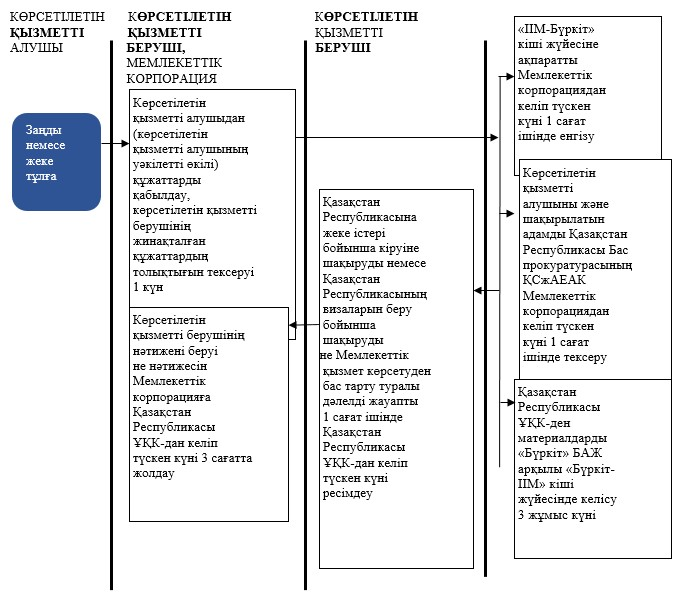 КӨРСЕТІЛЕТІН
ҚЫЗМЕТТІ
АЛУШЫ
КӨРСЕТІЛЕТІН
ҚЫЗМЕТТІ
БЕРУШІ,
МЕМЛЕКЕТТІК
КОРПОРАЦИЯ
КӨРСЕТІЛЕТІН
ҚЫЗМЕТТІ
БЕРУШІ
Заңды
немесе
жеке
тұлға
Көрсетілетін
қызметті алушыдан
(көрсетілетін
қызметті алушының
уәкілетті өкілі)
құжаттарды
қабылдау,
көрсетілетін қызметті
берушінің
жинақталған
құжаттардың
толықтығын тексеруі
1 күн
Көрсетілетін
қызметті берушінің
нәтижені беруі
не нәтижесін
Мемлекеттік
корпорацияға
Қазақстан
Республикасы
ҰҚК-дан келіп
түскен күні 3 сағатта
жолдау
Қазақстан
Республикасына
жеке істері
бойынша кіруіне
шақыруды немесе
Қазақстан
Республикасының
визаларын беру
бойынша
шақыруды
не Мемлекеттік
қызмет көрсетуден
бас тарту туралы
дәлелді жауапты
1 сағат ішінде
Қазақстан
Республикасы
ҰҚК-дан келіп
түскен күні
ресімдеу
«ІІМ-Бүркіт»
кіші жүйесіне
ақпаратты
Мемлекеттік
корпорациядан
келіп түскен
күні 1 сағат
ішінде енгізу
Көрсетілетін
қызметті
алушыны және
шақырылатын
адамды Қазақстан
Республикасы Бас
прокуратурасының
ҚСжАЕАК
Мемлекеттік
корпорациядан
келіп түскен
күні 1 сағат
ішінде тексеру
Қазақстан
Республикасы
ҰҚК-ден
материалдарды
«Бүркіт» БАЖ
арқылы «Бүркіт-
ІІМ» кіші
жүйесінде келісу
3 жұмыс күні